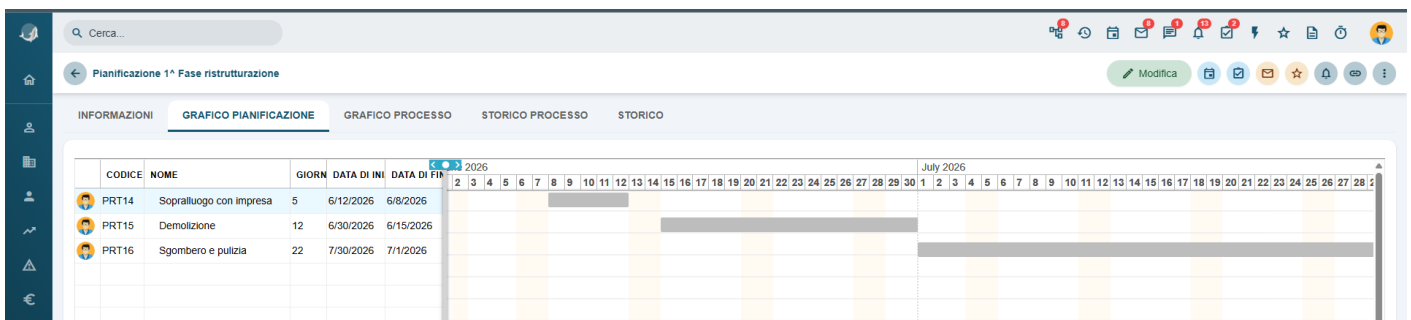 Cerca...
8 8 1 13 2
Pianificazione 1^ Fase ristrutturazione
Modifica
INFORMAZIONI GRAFICO PIANIFICAZIONE GRAFICO PROCESSO STORICO PROCESSO STORICO
2026 July 2026
CODICE NOME GIORN DATA DI INI DATA DI FIN
2 3 4 5 6 7 8 9 10 11 12 13 14 15 16 17 18 19 20 21 22 23 24 25 26 27 28 29 30 1 2 3 4 5 6 7 8 9 10 11 12 13 14 15 16 17 18 19 20 21 22 23 24 25 26 27 28
PRT14 Sopralluogo con impresa 5 6/12/2026 6/8/2026
PRT15 Demolizione 12 6/30/2026 6/15/2026
PRT16 Sgombero e pulizia 22 7/30/2026 7/1/2026